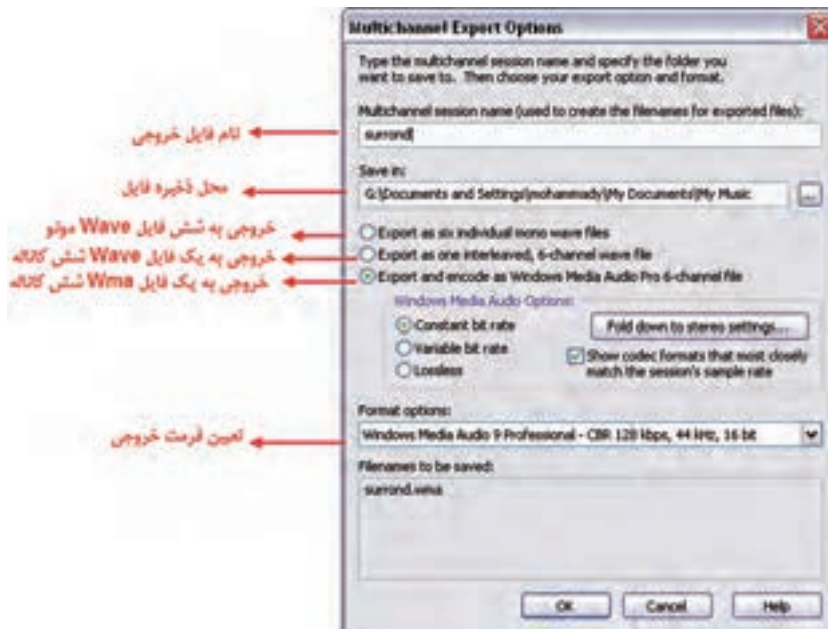 Multichannel Export Options
Type the multichannel session name and specify the folder you
want to save to. Then choose your export option and format.
Multichannel session name (used to create the filenames for exported files):
نام فایل خروجی
surrond
Save in:
محل ذخیره فایل
G:\Documents and Settings\mohammady\My Documents\My Music
...
خروجی به شش فایل Wave مونو
Export as six individual mono wave files
خروجی به یک فایل Wave شش کاناله
Export as one interleaved, 6-channel wave file
خروجی به یک فایل Wma شش کاناله
Export and encode as Windows Media Audio Pro 6-channel file
Windows Media Audio Options:
Constant bit rate
Fold down to stereo settings...
Variable bit rate
Show codec formats that most closely
match the session's sample rate
Lossless
Format options:
تعیین فرمت خروجی
Windows Media Audio 9 Professional - CBR 128 kbps, 44 kHz, 16 bit
Filenames to be saved:
surrond.wma
OK
Cancel
Help